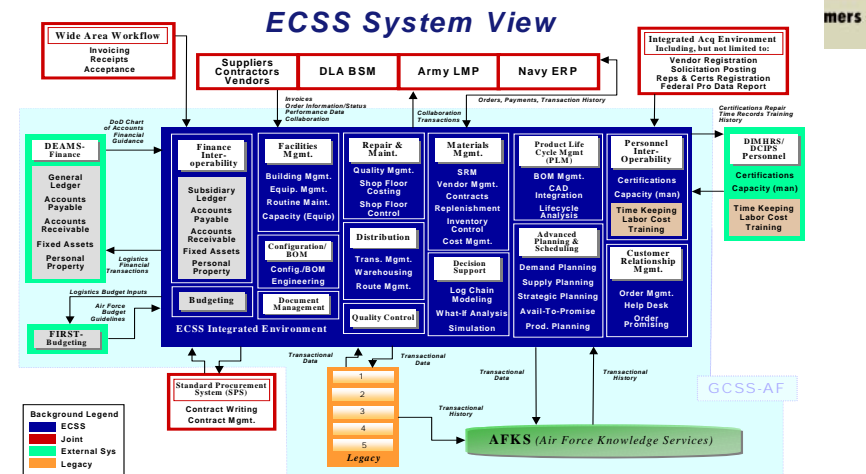 ECSS System View
mers
Wide Area Workflow
Invoicing
Receipts
Acceptance
Suppliers
Contractors
Vendors
DLA BSM
Army LMP
Navy ERP
Integrated Acq Environment
Including, but not limited to:
Vendor Registration
Solicitation Posting
Reps & Certs Registration
Federal Pro Data Report
Invoices
Order Information/Status
Performance Data
Collaboration
Collaboration
Transactions
Orders, Payments, Transaction History
Certifications Repair
Time Records Training
History
DoD Chart
of Accounts
Financial
Guidance
DEAMS-
Finance
General
Ledger
Accounts
Payable
Accounts
Receivable
Fixed Assets
Personal
Property
Logistics
Financial
Transactions
Logistics Budget Inputs
Air Force
Budget
Guidelines
FIRST-
Budgeting
Finance
Inter-
operability
Subsidiary
Ledger
Accounts
Payable
Accounts
Receivable
Fixed Assets
Personal
Property
Budgeting
Facilities
Mgmt.
Building Mgmt.
Equip. Mgmt.
Routine Maint.
Capacity (Equip)
Configuration/
BOM
Config./BOM
Engineering
Document
Management
Repair &
Maint.
Quality Mgmt.
Shop Floor
Costing
Shop Floor
Control
Distribution
Trans. Mgmt.
Warehousing
Route Mgmt.
Quality Control
Materials
Mgmt.
SRM
Vendor Mgmt.
Contracts
Replenishment
Inventory
Control
Cost Mgmt.
Decision
Support
Log Chain
Modeling
What-If Analysis
Simulation
Product Life
Cycle Mgmt
(PLM)
BOM Mgmt.
CAD
Integration
Lifecycle
Analysis
Advanced
Planning &
Scheduling
Demand Planning
Supply Planning
Strategic Planning
Avail-To-Promise
Prod. Planning
Personnel
Inter-
Operability
Certifications
Capacity (man)
Time Keeping
Labor Cost
Training
Customer
Relationship
Mgmt.
Order Mgmt.
Help Desk
Order
Promising
ECSS Integrated Environment
DIMHRS/
DCIPS
Personnel
Certifications
Capacity (man)
Time Keeping
Labor Cost
Training
Standard Procurement
System (SPS)
Contract Writing
Contract Mgmt.
Transactional
Data
Transactional
Data
1
2
3
4
5
Legacy
Transactional
History
Transactional
Data
Transactional
History
GCSS-AF
AFKS (Air Force Knowledge Services)
Background Legend
ECSS
Joint
External Sys
Legacy